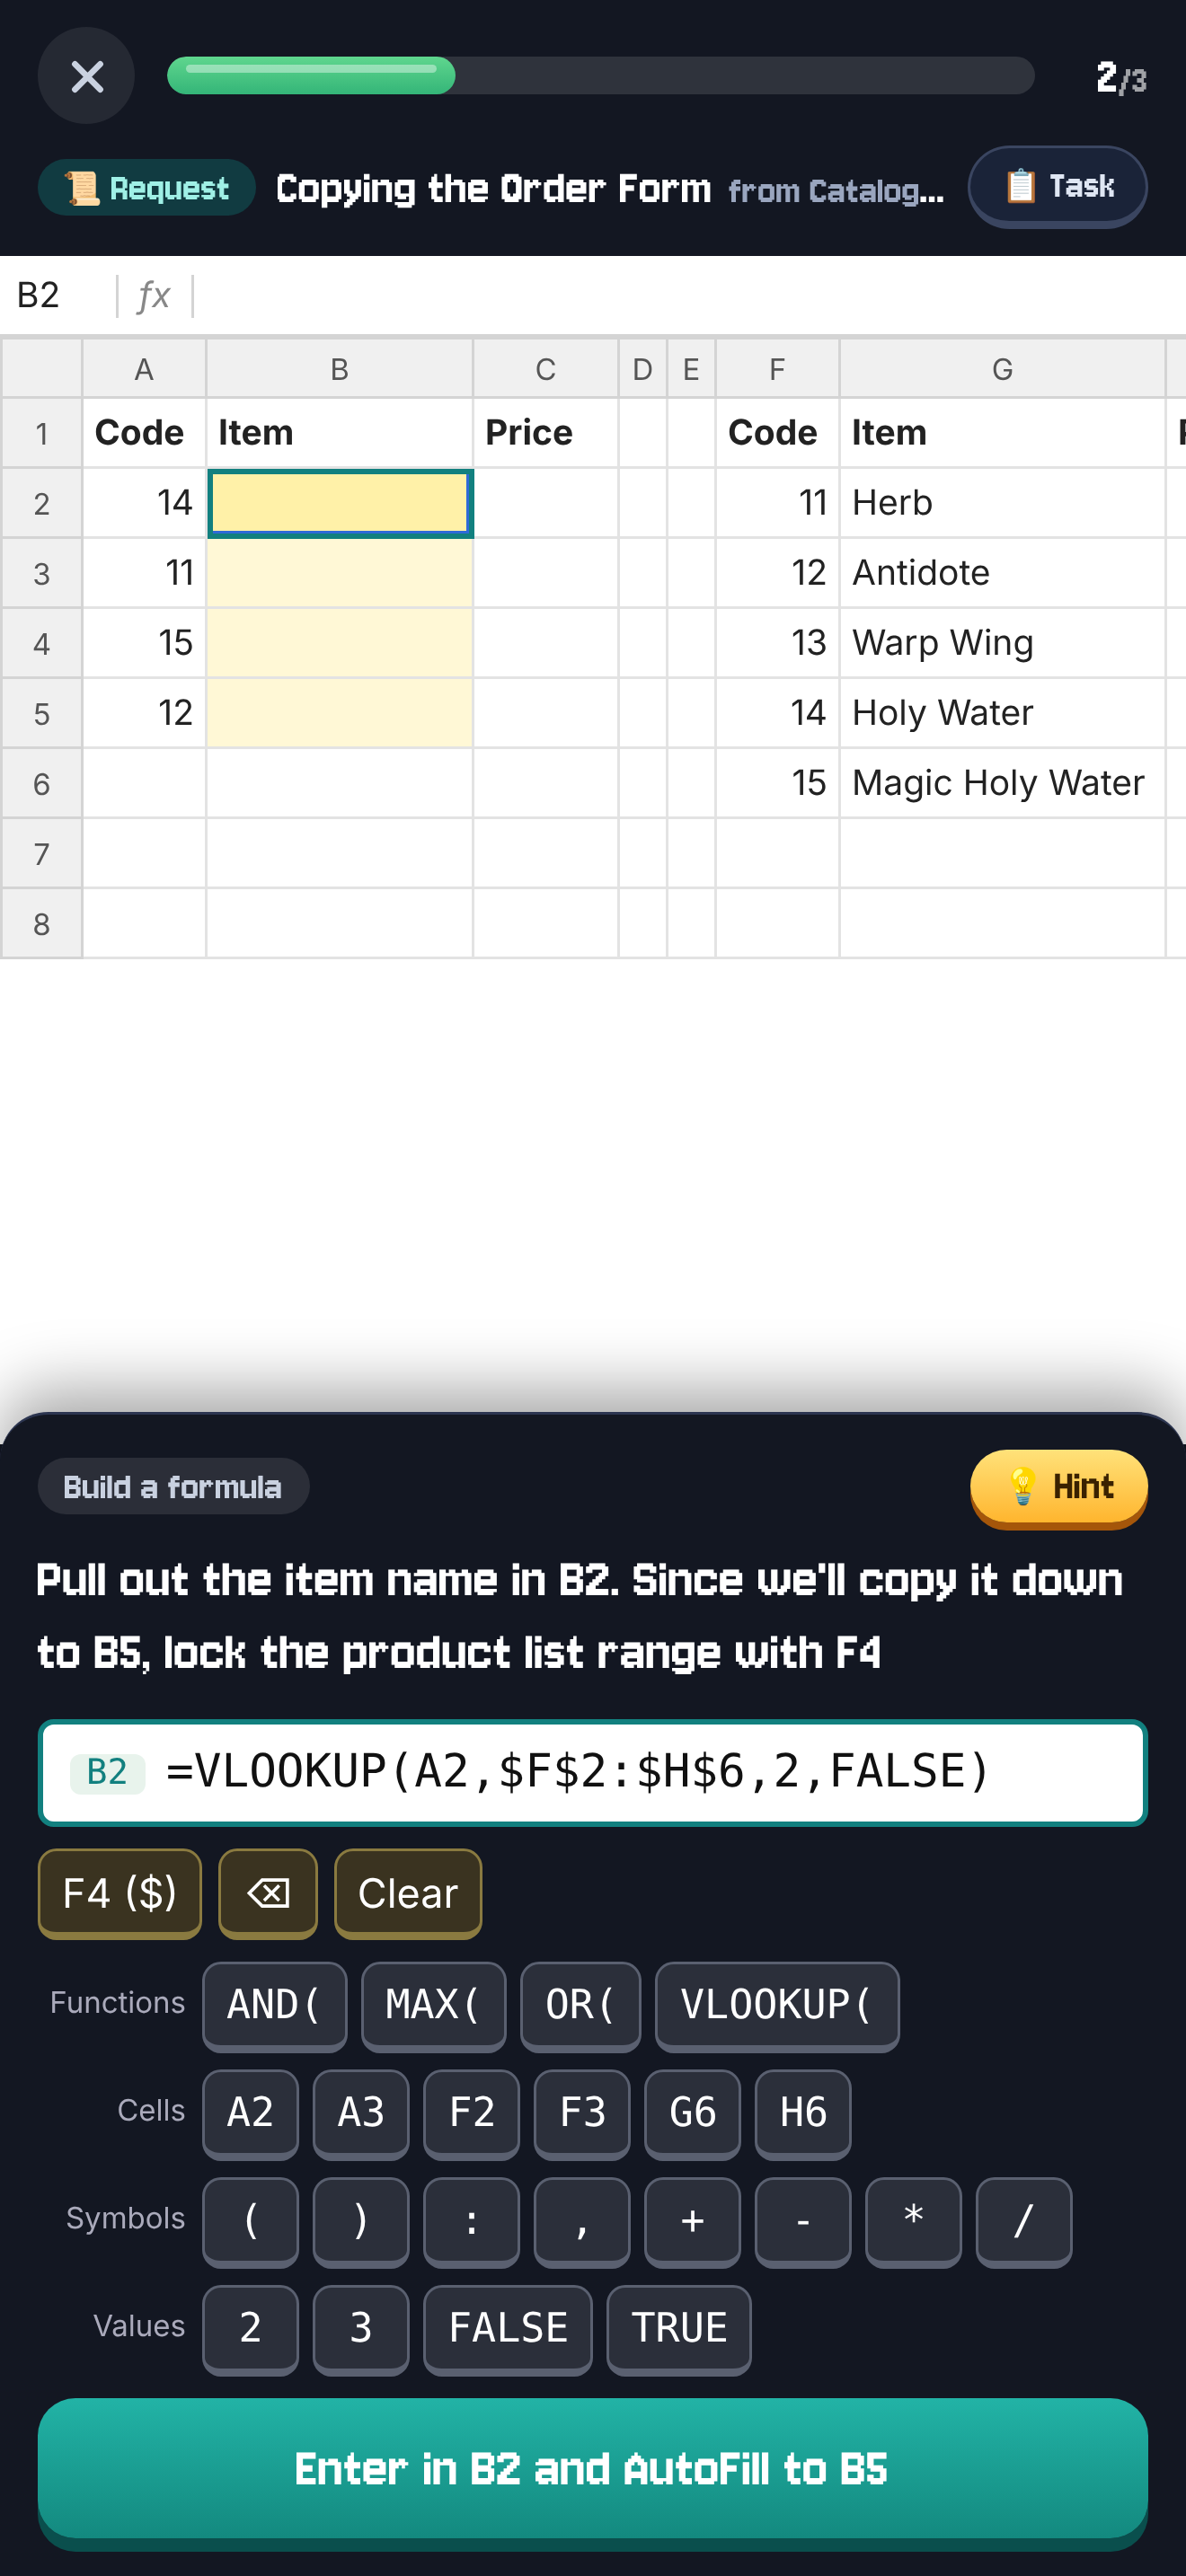 2/3
Request Copying the Order Form from Catalog... Task
B2 fx
A B C D E F G
1 Code Item Price Code Item
2 14 11 Herb
3 11 12 Antidote
4 15 13 Warp Wing
5 12 14 Holy Water
6 15 Magic Holy Water
7
8
Build a formula
Hint
Pull out the item name in B2. Since we'll copy it down
to B5, lock the product list range with F4
B2 =VLOOKUP(A2,$F$2:$H$6,2,FALSE)
F4 ($) Clear
Functions AND( MAX( OR( VLOOKUP(
Cells A2 A3 F2 F3 G6 H6
Symbols ( ) : , + - * /
Values 2 3 FALSE TRUE
Enter in B2 and AutoFill to B5